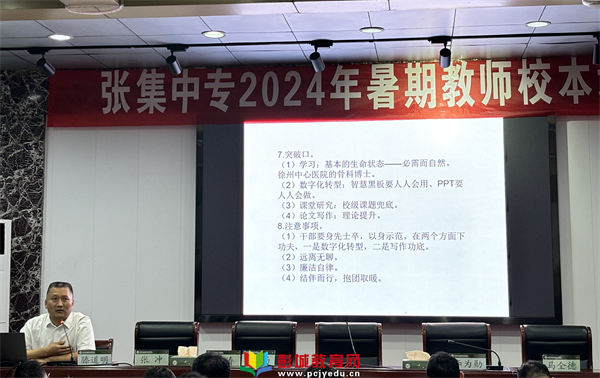 张集中专2024年暑期教师校本
7.突破口。
（1）学习：基本的生命状态——必需而自然。
徐州中心医院的骨科博士。
（2）数字化转型：智慧黑板要人人会用、PPT要
人人会做。
（3）课堂研究：校级课题兜底。
（4）论文写作：理论提升。
8.注意事项。
（1）干部要身先士卒，以身示范，在两个方面下
功夫，一是数字化转型，二是写作功底。
（2）远离无聊。
（3）廉洁自律。
（4）结伴而行，抱团取暖。
滕道明
张冲
为勋
马全德
彭城教育网
www.pcjyedu.cn